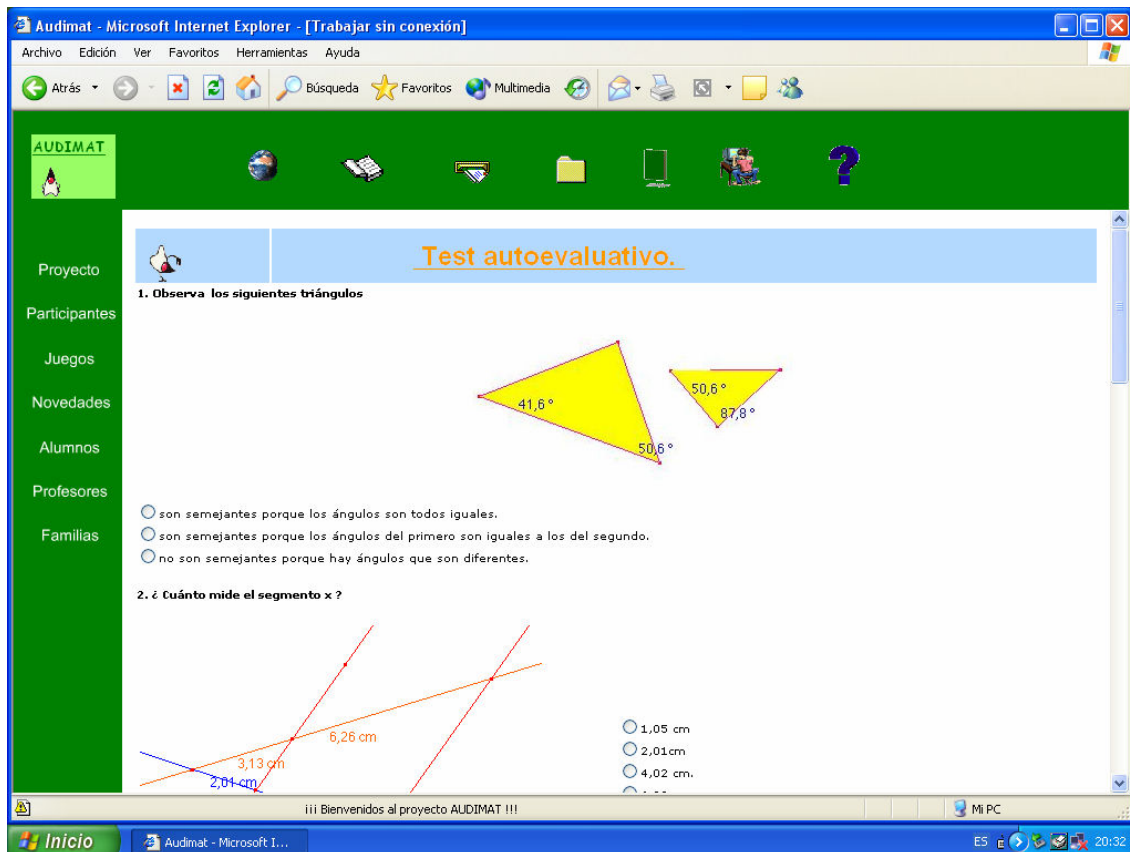 Audimat - Microsoft Internet Explorer - [Trabajar sin conexión]
Archivo Edición Ver Favoritos Herramientas Ayuda
Atrás Búsqueda Favoritos Multimedia
AUDIMAT
Proyecto
Participantes
Juegos
Novedades
Alumnos
Profesores
Familias
Test autoevaluativo.
1. Observa los siguientes triángulos
41,6 °
50,6 °
50,6 °
87,8 °
son semejantes porque los ángulos son todos iguales.
son semejantes porque los ángulos del primero son iguales a los del segundo.
no son semejantes porque hay ángulos que son diferentes.
2. ¿ Cuánto mide el segmento x ?
6,26 cm
3,13 cm
2,01 cm
1,05 cm
2,01cm
4,02 cm.
¡¡¡ Bienvenidos al proyecto AUDIMAT !!!
Mi PC
Inicio
Audimat - Microsoft I...
ES
20:32